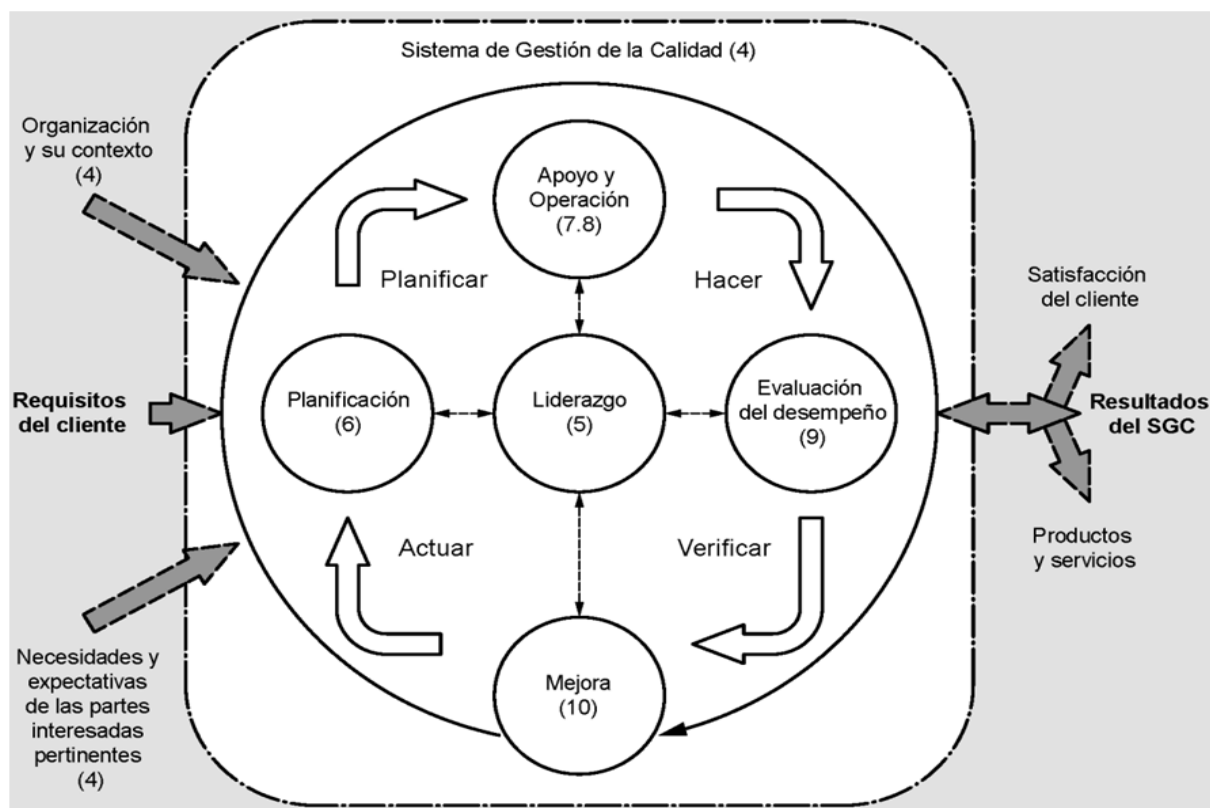 Sistema de Gestión de la Calidad (4)
Organización
y su contexto
(4)
Apoyo y
Operación
(7.8)
Planificar
Hacer
Satisfacción
del cliente
Requisitos
del cliente
Planificación
(6)
Liderazgo
(5)
Evaluación
del desempeño
(9)
Resultados
del SGC
Actuar
Verificar
Productos
y servicios
Necesidades y
expectativas
de las partes
interesadas
pertinentes
(4)
Mejora
(10)